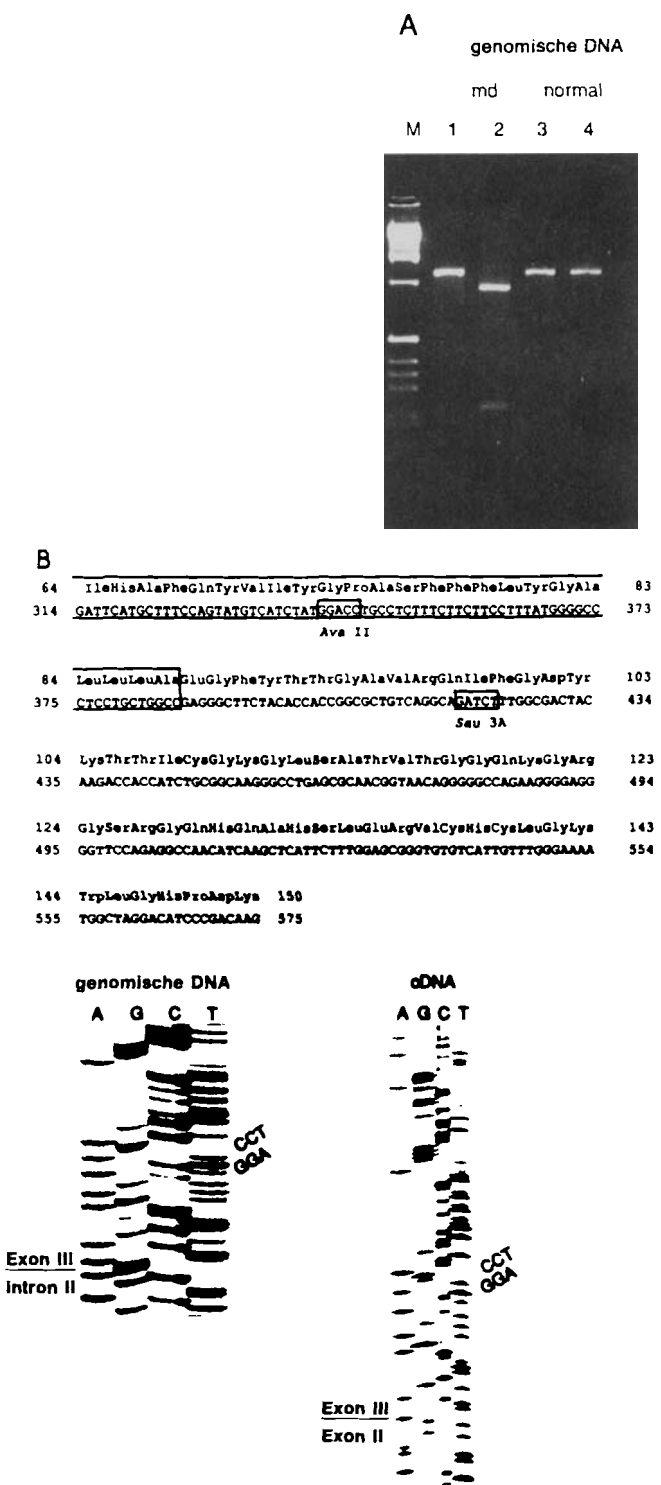 A
genomische DNA
md normal
M 1 2 3 4
B
64 IleHisAlaPheGlnTyrValIleTyrGlyProAlaSerPhePhePheLeuTyrGlyAla 83
314 GATTCATGCTTTCCAGTATGTCATCTATGGACCTGCCTCTTTCTTCTTCCTTTATGGGGCC 373
Ava II
84 LeuLeuLeuAlaGluGlyPheTyrThrThrGlyAlaValArgGlnIlePheGlyAspTyr 103
375 CTCCTGCTGGCCGAGGGCTTCTACACCACCGGCGCTGTCAGGCAGATCTTTGGCGACTAC 434
Sau 3A
104 LysThrThrIleCysGlyLysGlyLeuSerAlaThrValThrGlyGlyGlnLysGlyArg 123
435 AAGACCACCATCTGCGGCAAGGGCCTGAGCGCAACGGTAACAGGGGGCCAGAAGGGGAGG 494
124 GlySerArgGlyGlnHisGlnAlaHisSerLeuGluArgValCysHisCysLeuGlyLys 143
495 GGTTCCAGAGGCCAACATCAAGCTCATTCTTTGGAGCGGGTGTGTCATTGTTTGGGAAAA 554
144 TrpLeuGlyHisProAspLys 150
555 TGGCTAGGACATCCCGACAAG 575
genomische DNA cDNA
A G C T A G C T
CCT
GGA
Exon III
intron II
CCT
GGA
Exon III
Exon II